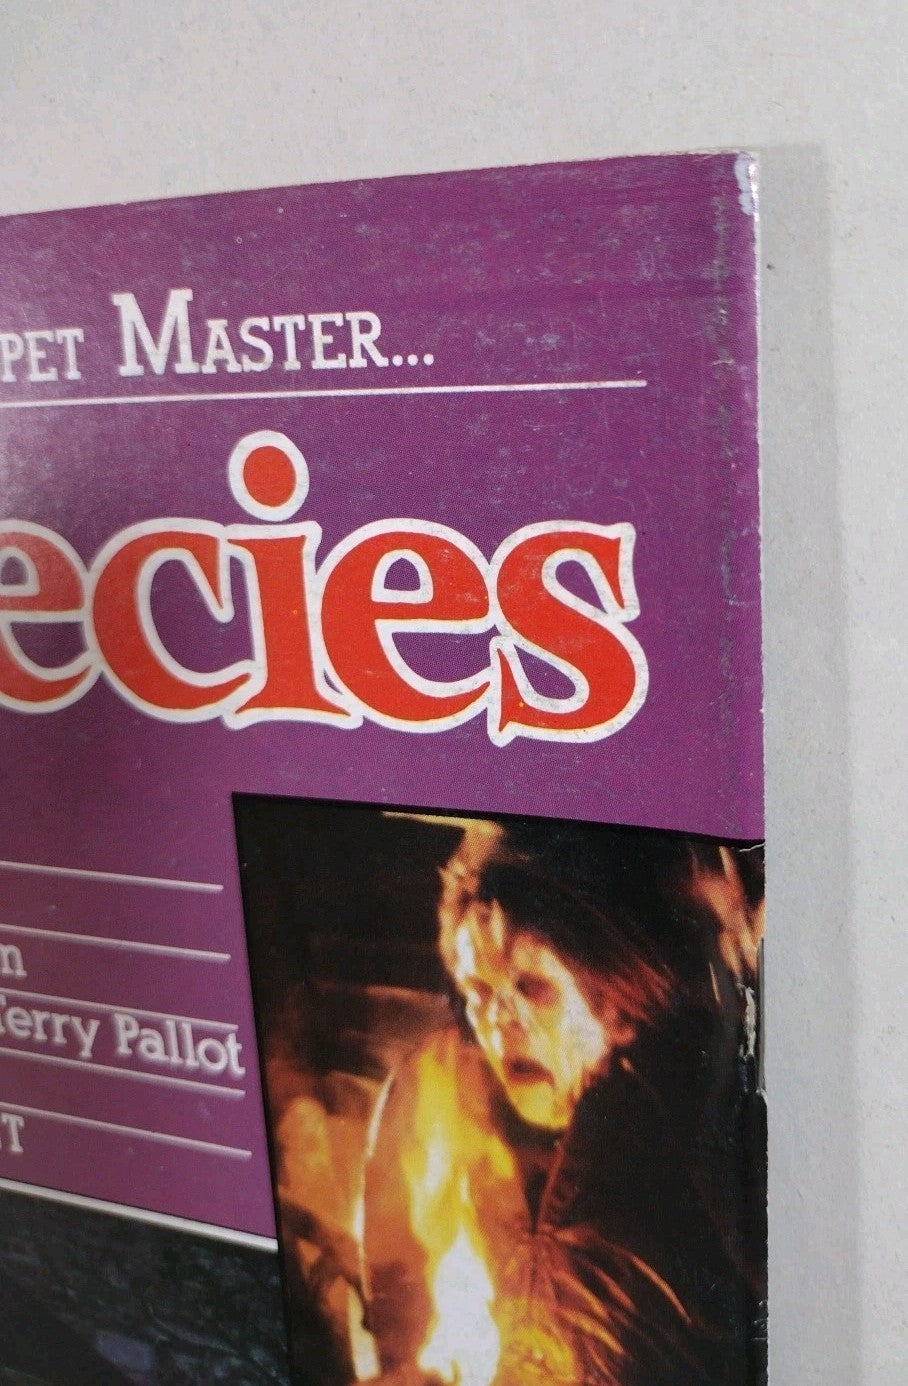 PET MASTER...
ecies
m
Terry Pallot
T